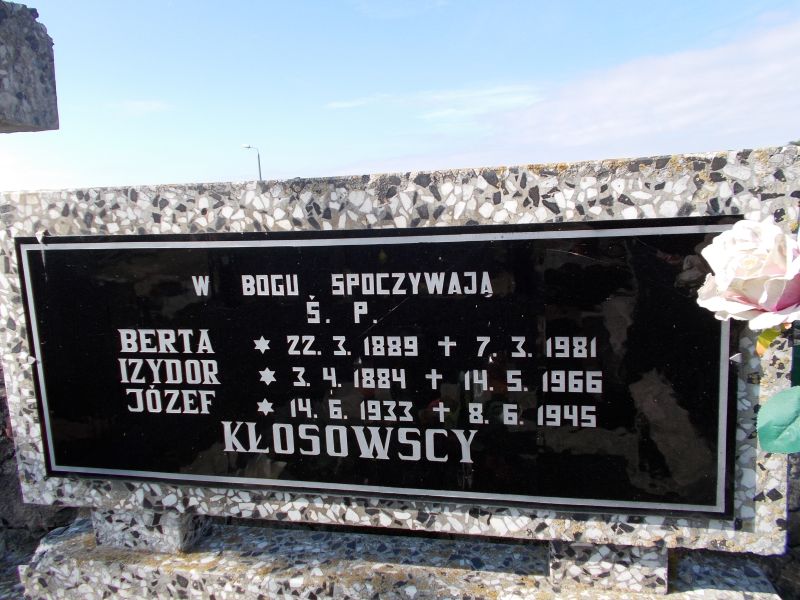 W BOGU SPOCZYWAJĄ
Ś. P.
BERTA ✶ 22. 3. 1889 ✝ 7. 3. 1981
IZYDOR ✶ 3. 4. 1884 ✝ 14. 5. 1966
JÓZEF ✶ 14. 6. 1933 ✝ 8. 6. 1945
KŁOSOWSCY